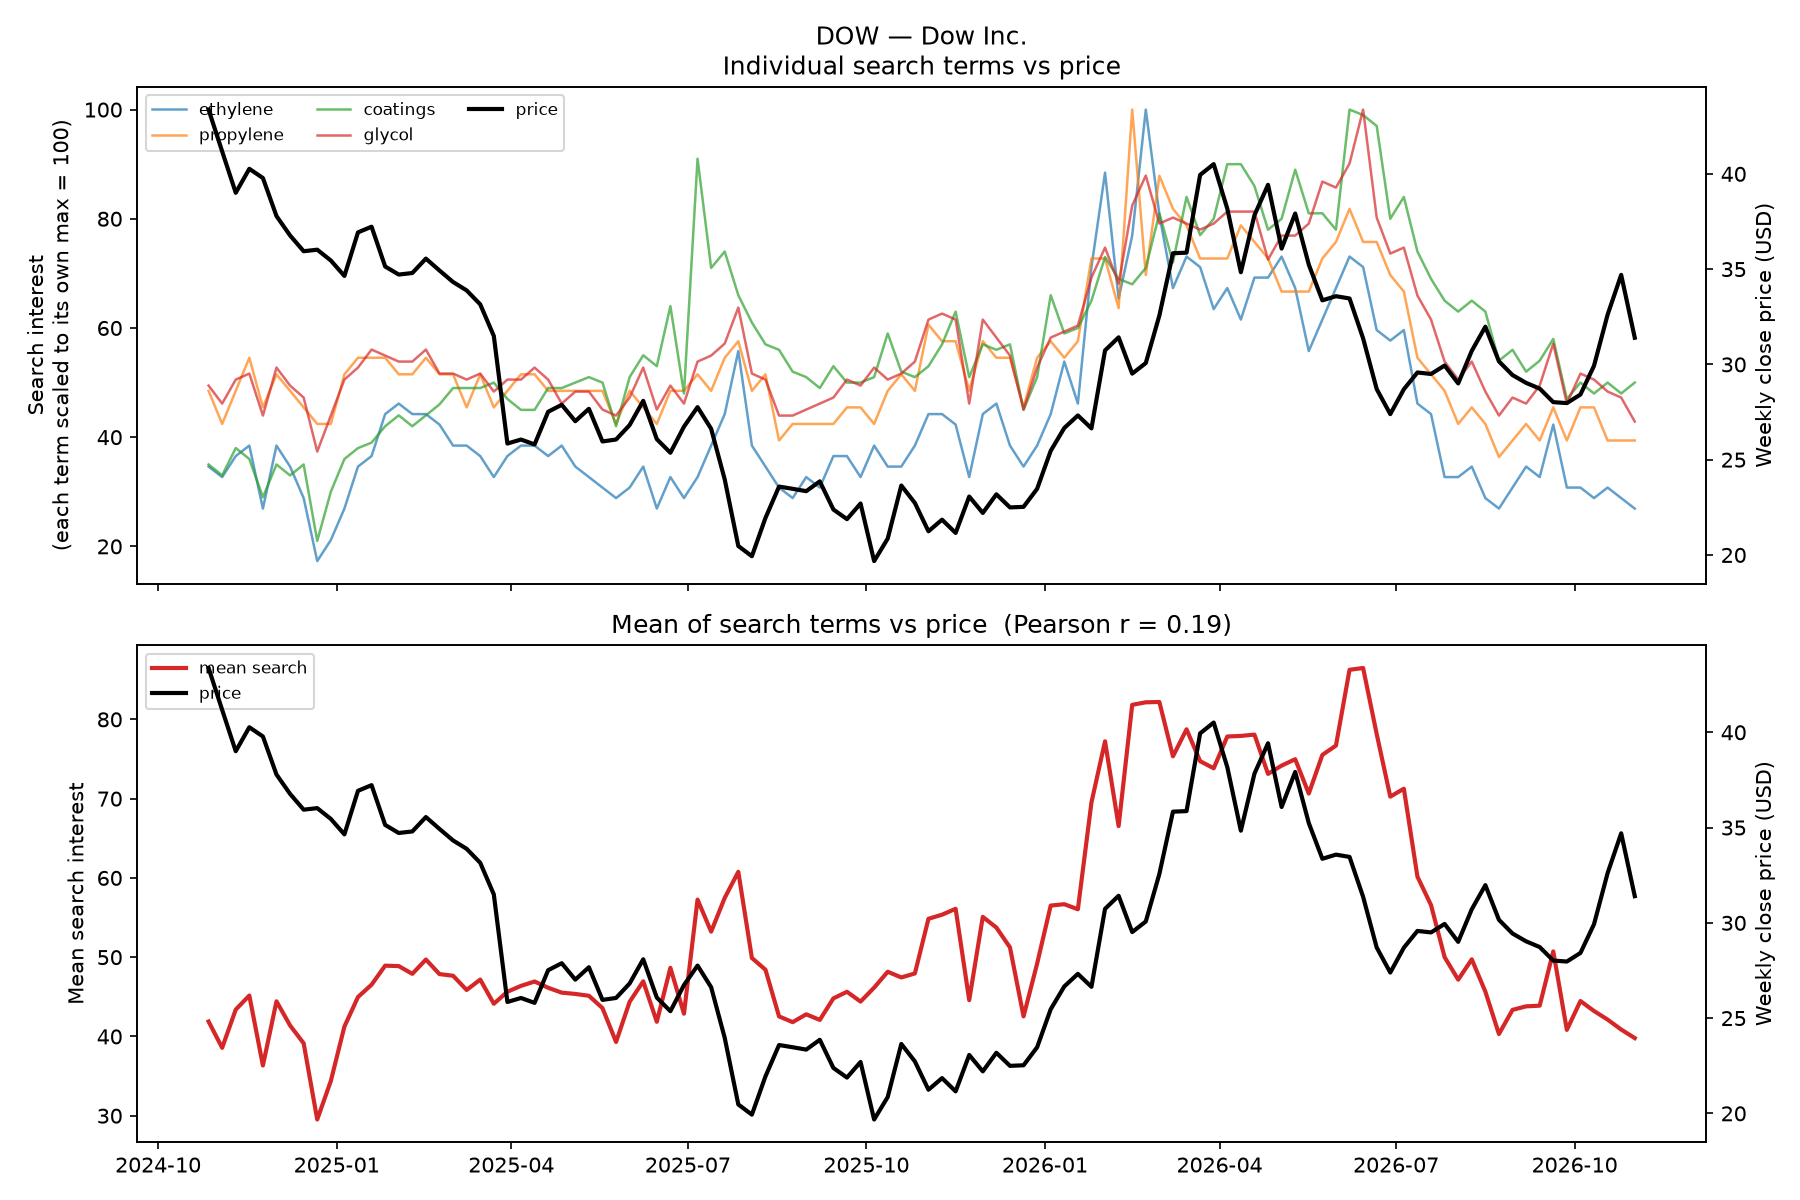 DOW — Dow Inc.
Individual search terms vs price
ethylene
propylene
coatings
glycol
price
Search interest
(each term scaled to its own max = 100)
100
80
60
40
20
40
35
30
25
20
Weekly close price (USD)
Mean of search terms vs price (Pearson r = 0.19)
mean search
price
Mean search interest
80
70
60
50
40
30
40
35
30
25
20
Weekly close price (USD)
2024-10 2025-01 2025-04 2025-07 2025-10 2026-01 2026-04 2026-07 2026-10